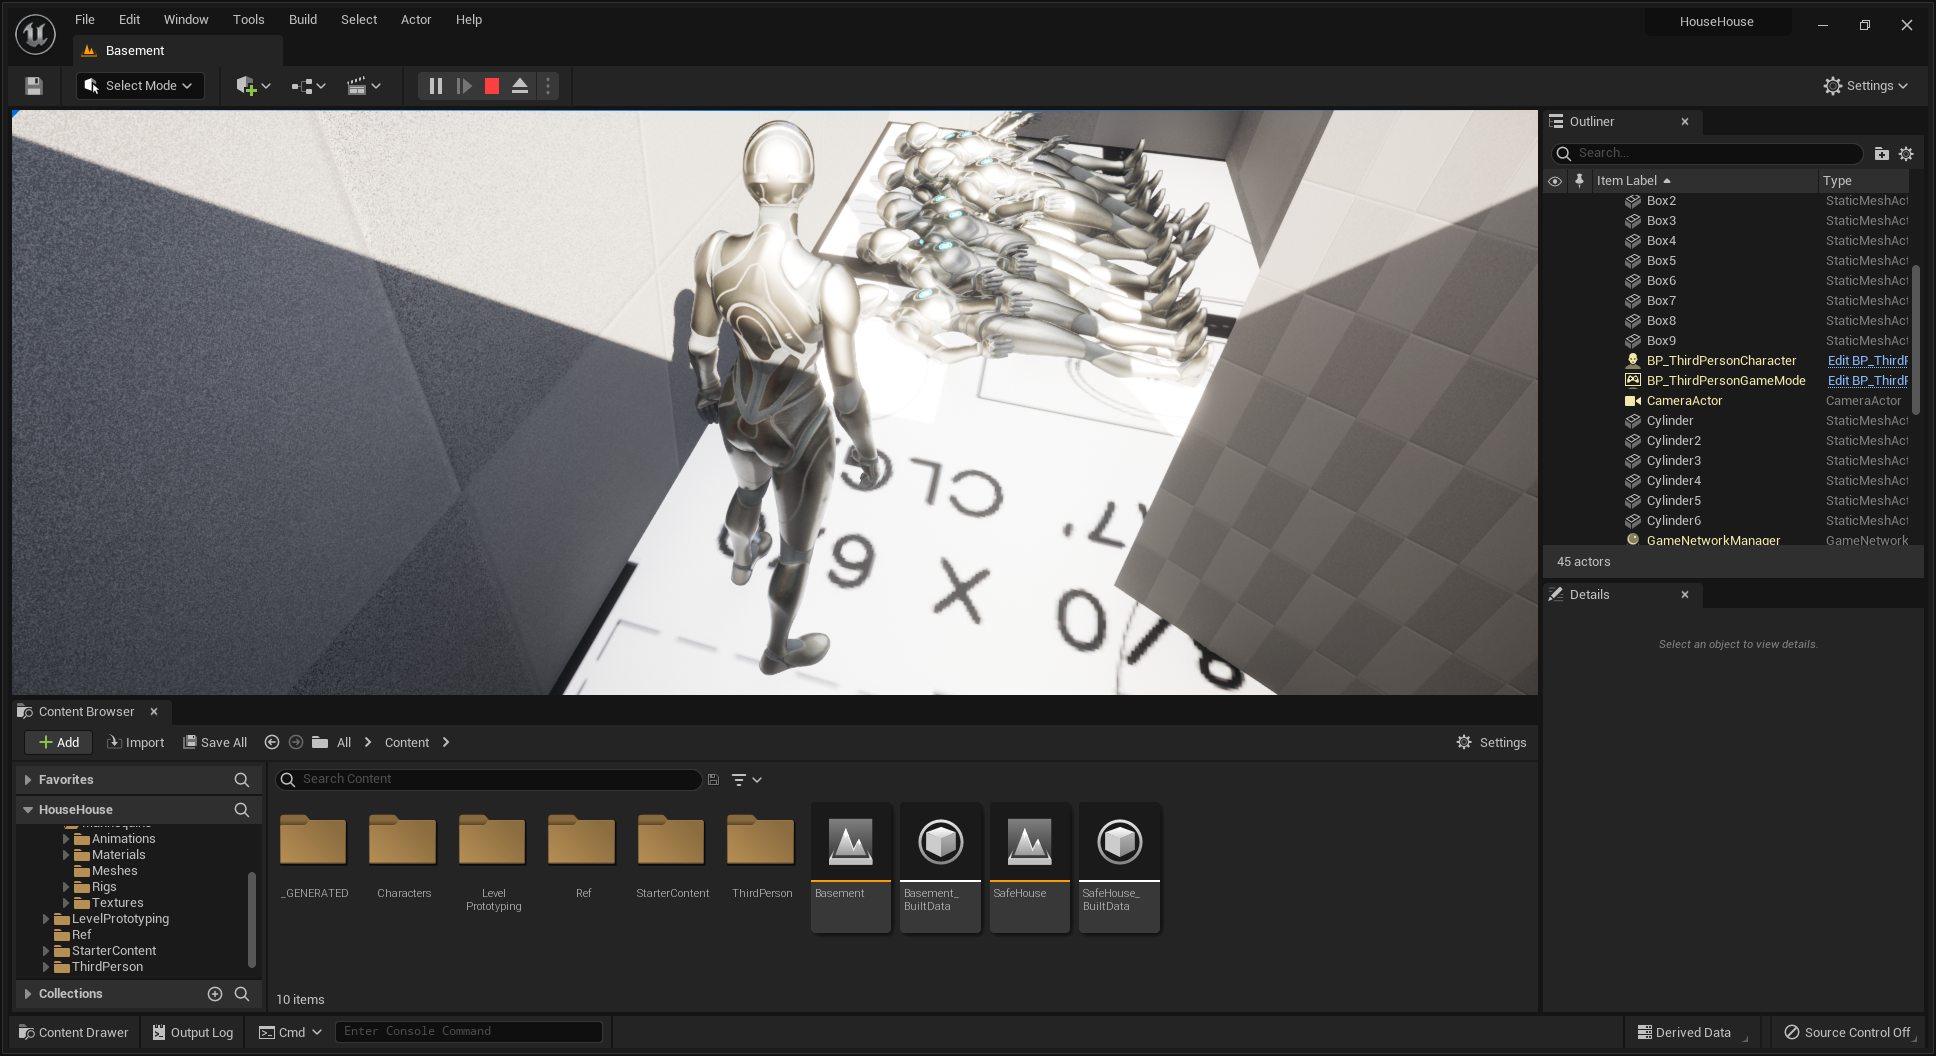 File Edit Window Tools Build Select Actor Help
HouseHouse
Basement
Select Mode
Settings
CLG
6' X 6
8/0
Outliner
Search...
Item Label Type
Box2 StaticMeshAct
Box3 StaticMeshAct
Box4 StaticMeshAct
Box5 StaticMeshAct
Box6 StaticMeshAct
Box7 StaticMeshAct
Box8 StaticMeshAct
Box9 StaticMeshAct
BP_ThirdPersonCharacter Edit BP_ThirdP
BP_ThirdPersonGameMode Edit BP_ThirdP
CameraActor CameraActor
Cylinder StaticMeshAct
Cylinder2 StaticMeshAct
Cylinder3 StaticMeshAct
Cylinder4 StaticMeshAct
Cylinder5 StaticMeshAct
Cylinder6 StaticMeshAct
GameNetworkManager GameNetwork
45 actors
Details
Select an object to view details.
Content Browser
Add Import Save All All Content Settings
Favorites
HouseHouse
Animations
Materials
Meshes
Rigs
Textures
LevelPrototyping
Ref
StarterContent
ThirdPerson
Collections
Search Content
_GENERATED
Characters
Level
Prototyping
Ref
StarterContent
ThirdPerson
Basement
Basement_
BuiltData
SafeHouse
SafeHouse_
BuiltData
10 items
Content Drawer Output Log Cmd Enter Console Command Derived Data Source Control Off